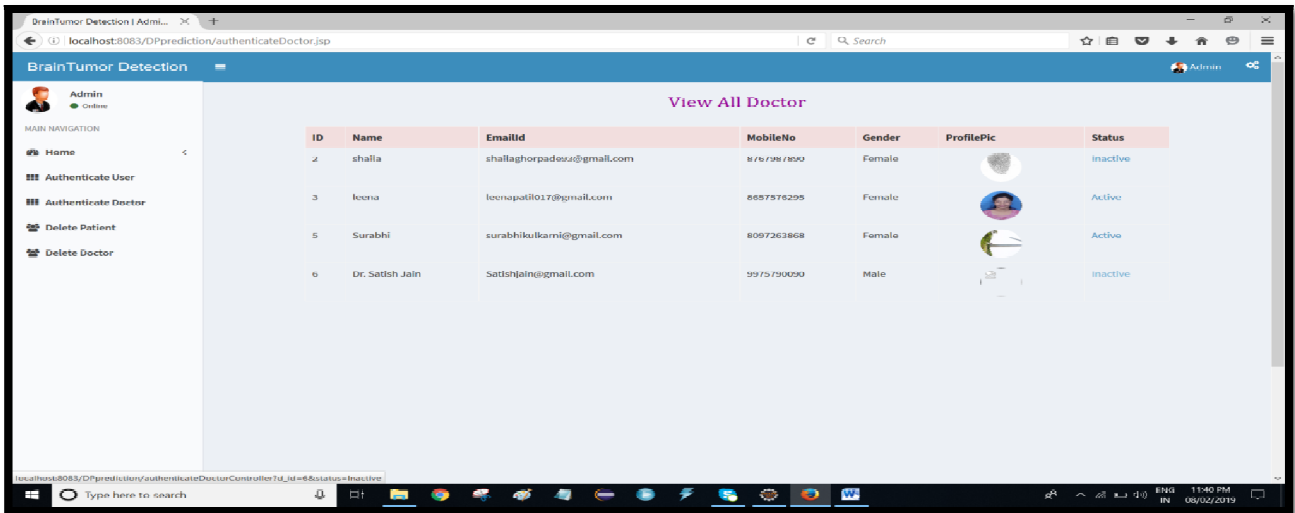 BrainTumor Detection | Admi...
localhost:8083/DPprediction/authenticateDoctor.jsp
Search
BrainTumor Detection
Admin
Admin
Online
MAIN NAVIGATION
Home
Authenticate User
Authenticate Doctor
Delete Patient
Delete Doctor
View All Doctor
ID Name EmailId MobileNo Gender ProfilePic Status
2 shaila 8767987890 Female Inactive
3 leena leenapatil017@gmail.com 8657576295 Female Active
5 Surabhi surabhikulkarni@gmail.com 8097263868 Female Active
6 Dr. Satish Jain Satishjain@gmail.com 9975790090 Male Inactive
localhost:8083/DPprediction/authenticateDoctorController?d_id=6&status=Inactive
Type here to search
ENG 11:40 PM
IN 08/02/2019